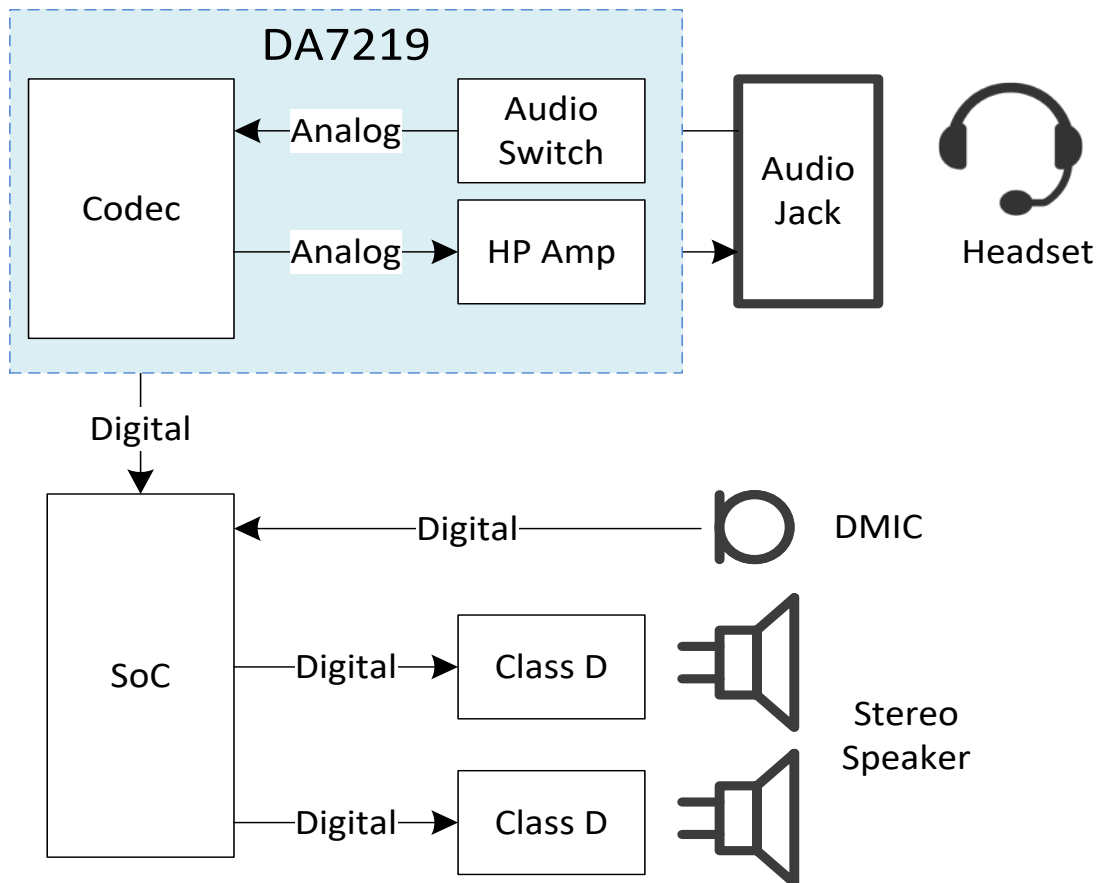 DA7219
Analog
Audio
Switch
Audio
Jack
Codec
Analog
HP Amp
Headset
Digital
Digital
DMIC
SoC
Digital
Class D
Stereo
Speaker
Digital
Class D